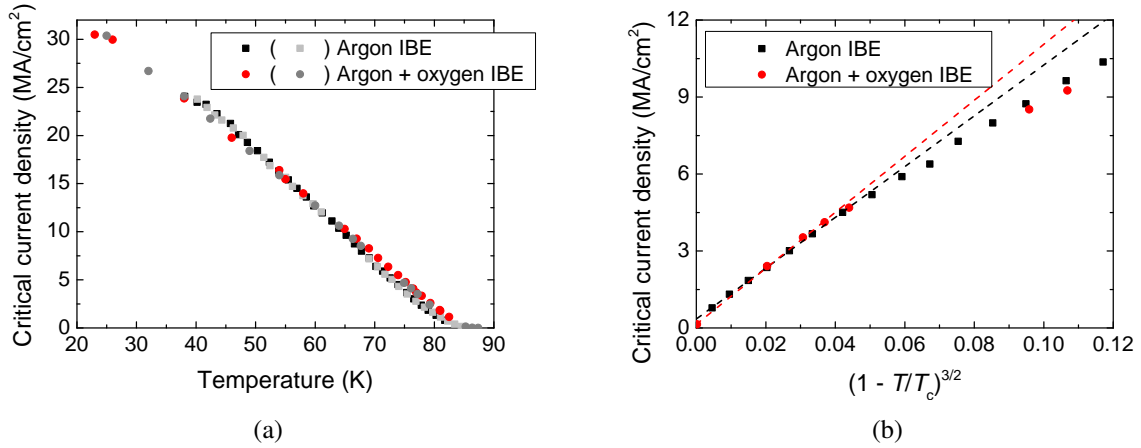 Critical current density (MA/cm²)
30
25
20
15
10
5
0
( ) Argon IBE
( ) Argon + oxygen IBE
20 30 40 50 60 70 80 90
Temperature (K)
(a)
Critical current density (MA/cm²)
12
9
6
3
0
Argon IBE
Argon + oxygen IBE
0.00 0.02 0.04 0.06 0.08 0.10 0.12
(1 - T/Tc)^3/2
(b)